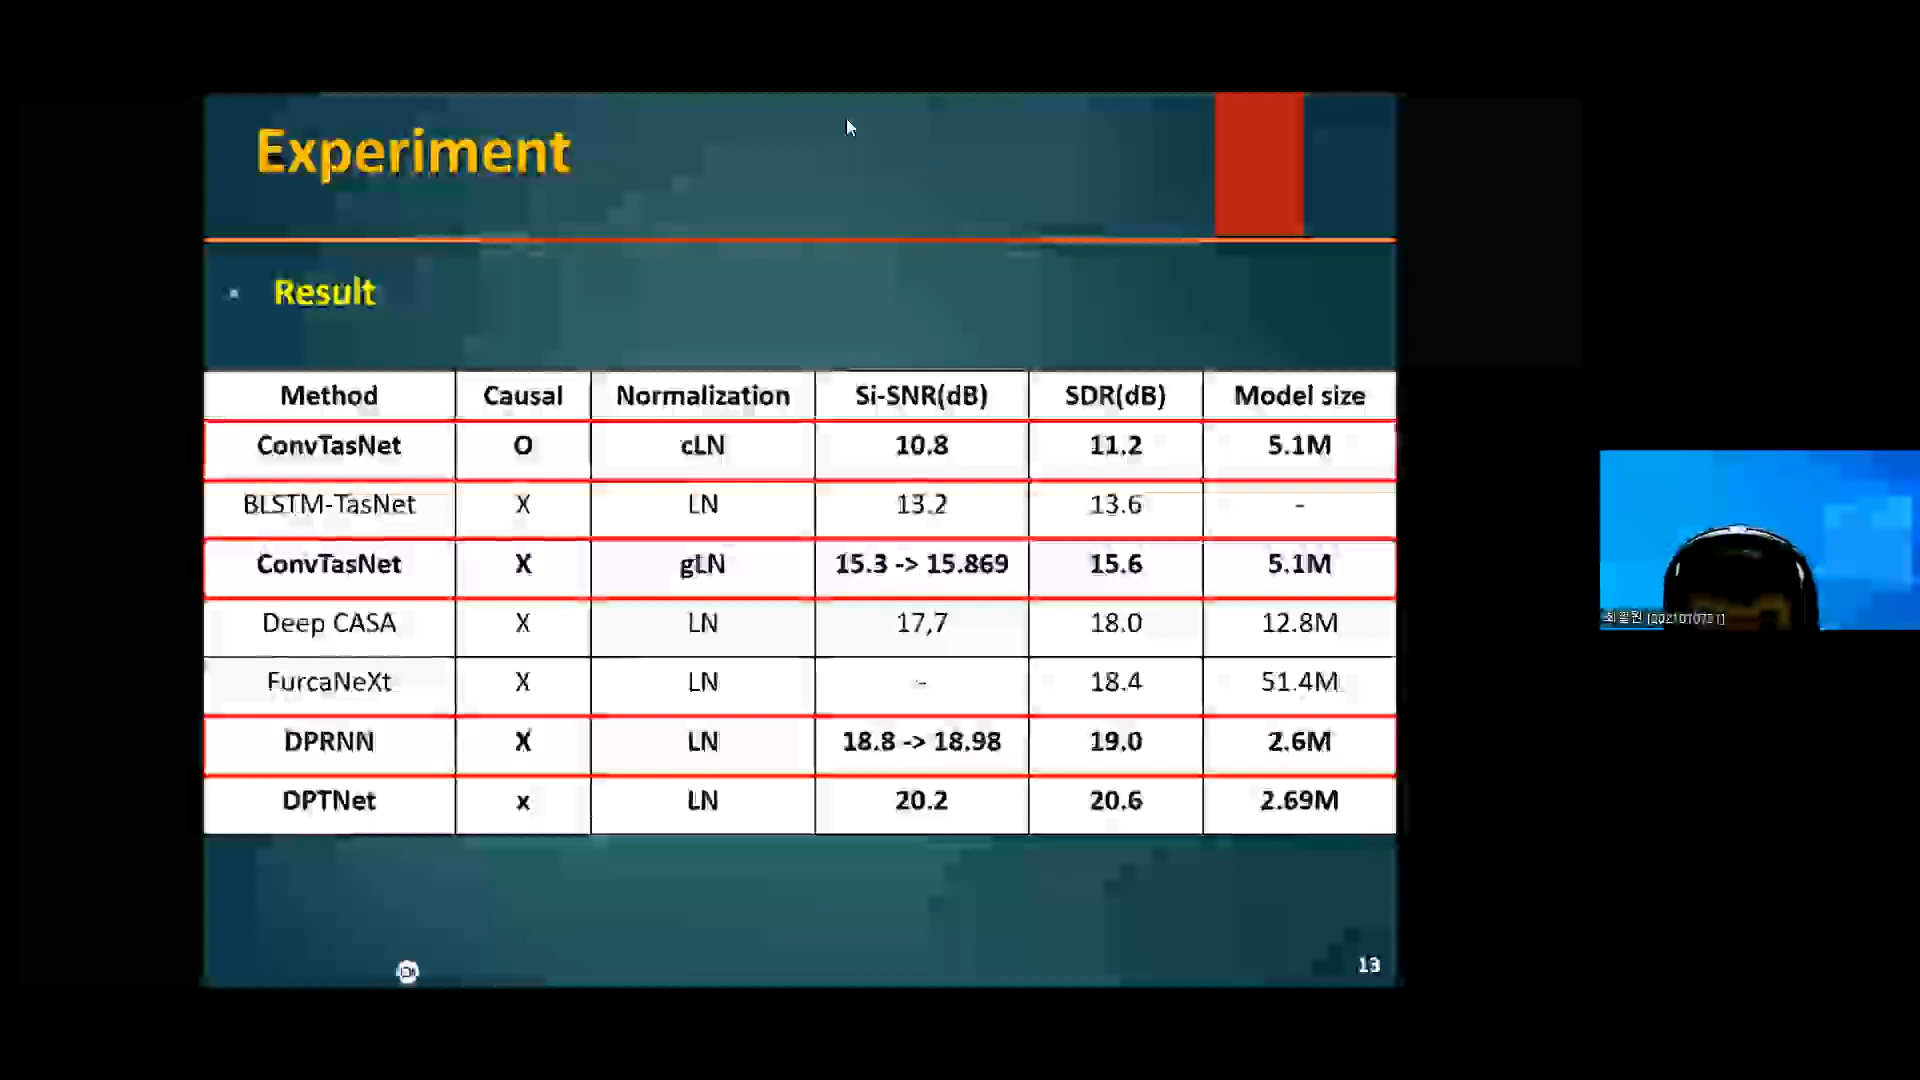 Experiment
Result
Method Causal Normalization Si-SNR(dB) SDR(dB) Model size
ConvTasNet O cLN 10.8 11.2 5.1M
BLSTM-TasNet X LN 13.2 13.6 -
ConvTasNet X gLN 15.3 -> 15.869 15.6 5.1M
Deep CASA X LN 17,7 18.0 12.8M
FurcaNeXt X LN - 18.4 51.4M
DPRNN X LN 18.8 -> 18.98 19.0 2.6M
DPTNet x LN 20.2 20.6 2.69M
13